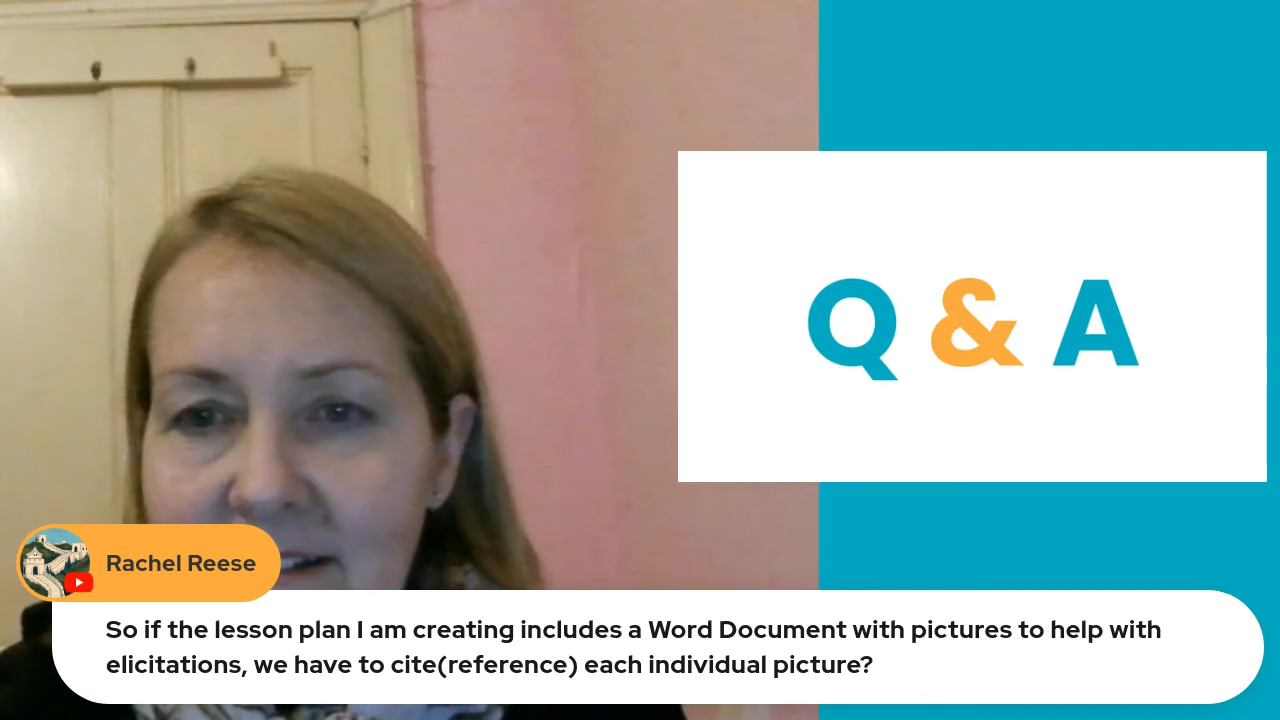 Q & A
Rachel Reese
So if the lesson plan I am creating includes a Word Document with pictures to help with
elicitations, we have to cite(reference) each individual picture?